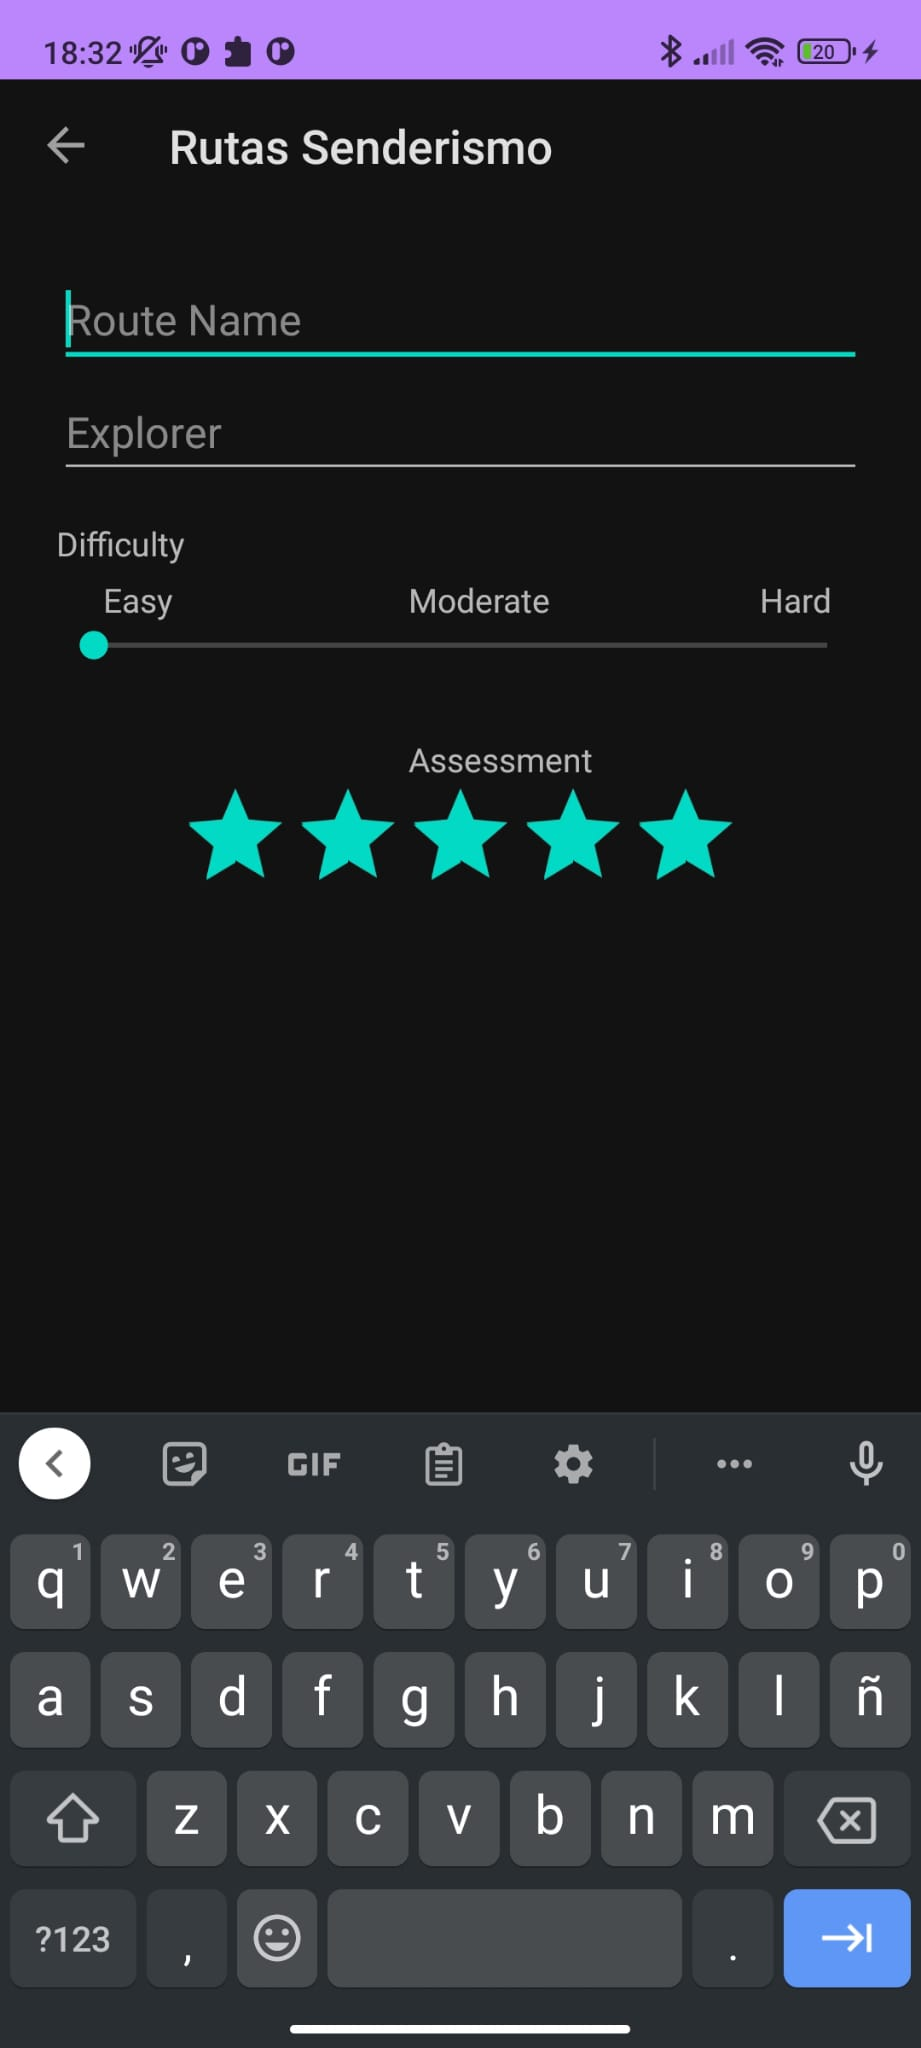 18:32 20
Rutas Senderismo
Route Name
Explorer
Difficulty
Easy Moderate Hard
Assessment
GIF
1 2 3 4 5 6 7 8 9 0
q w e r t y u i o p
a s d f g h j k l ñ
z x c v b n m
?123 , .